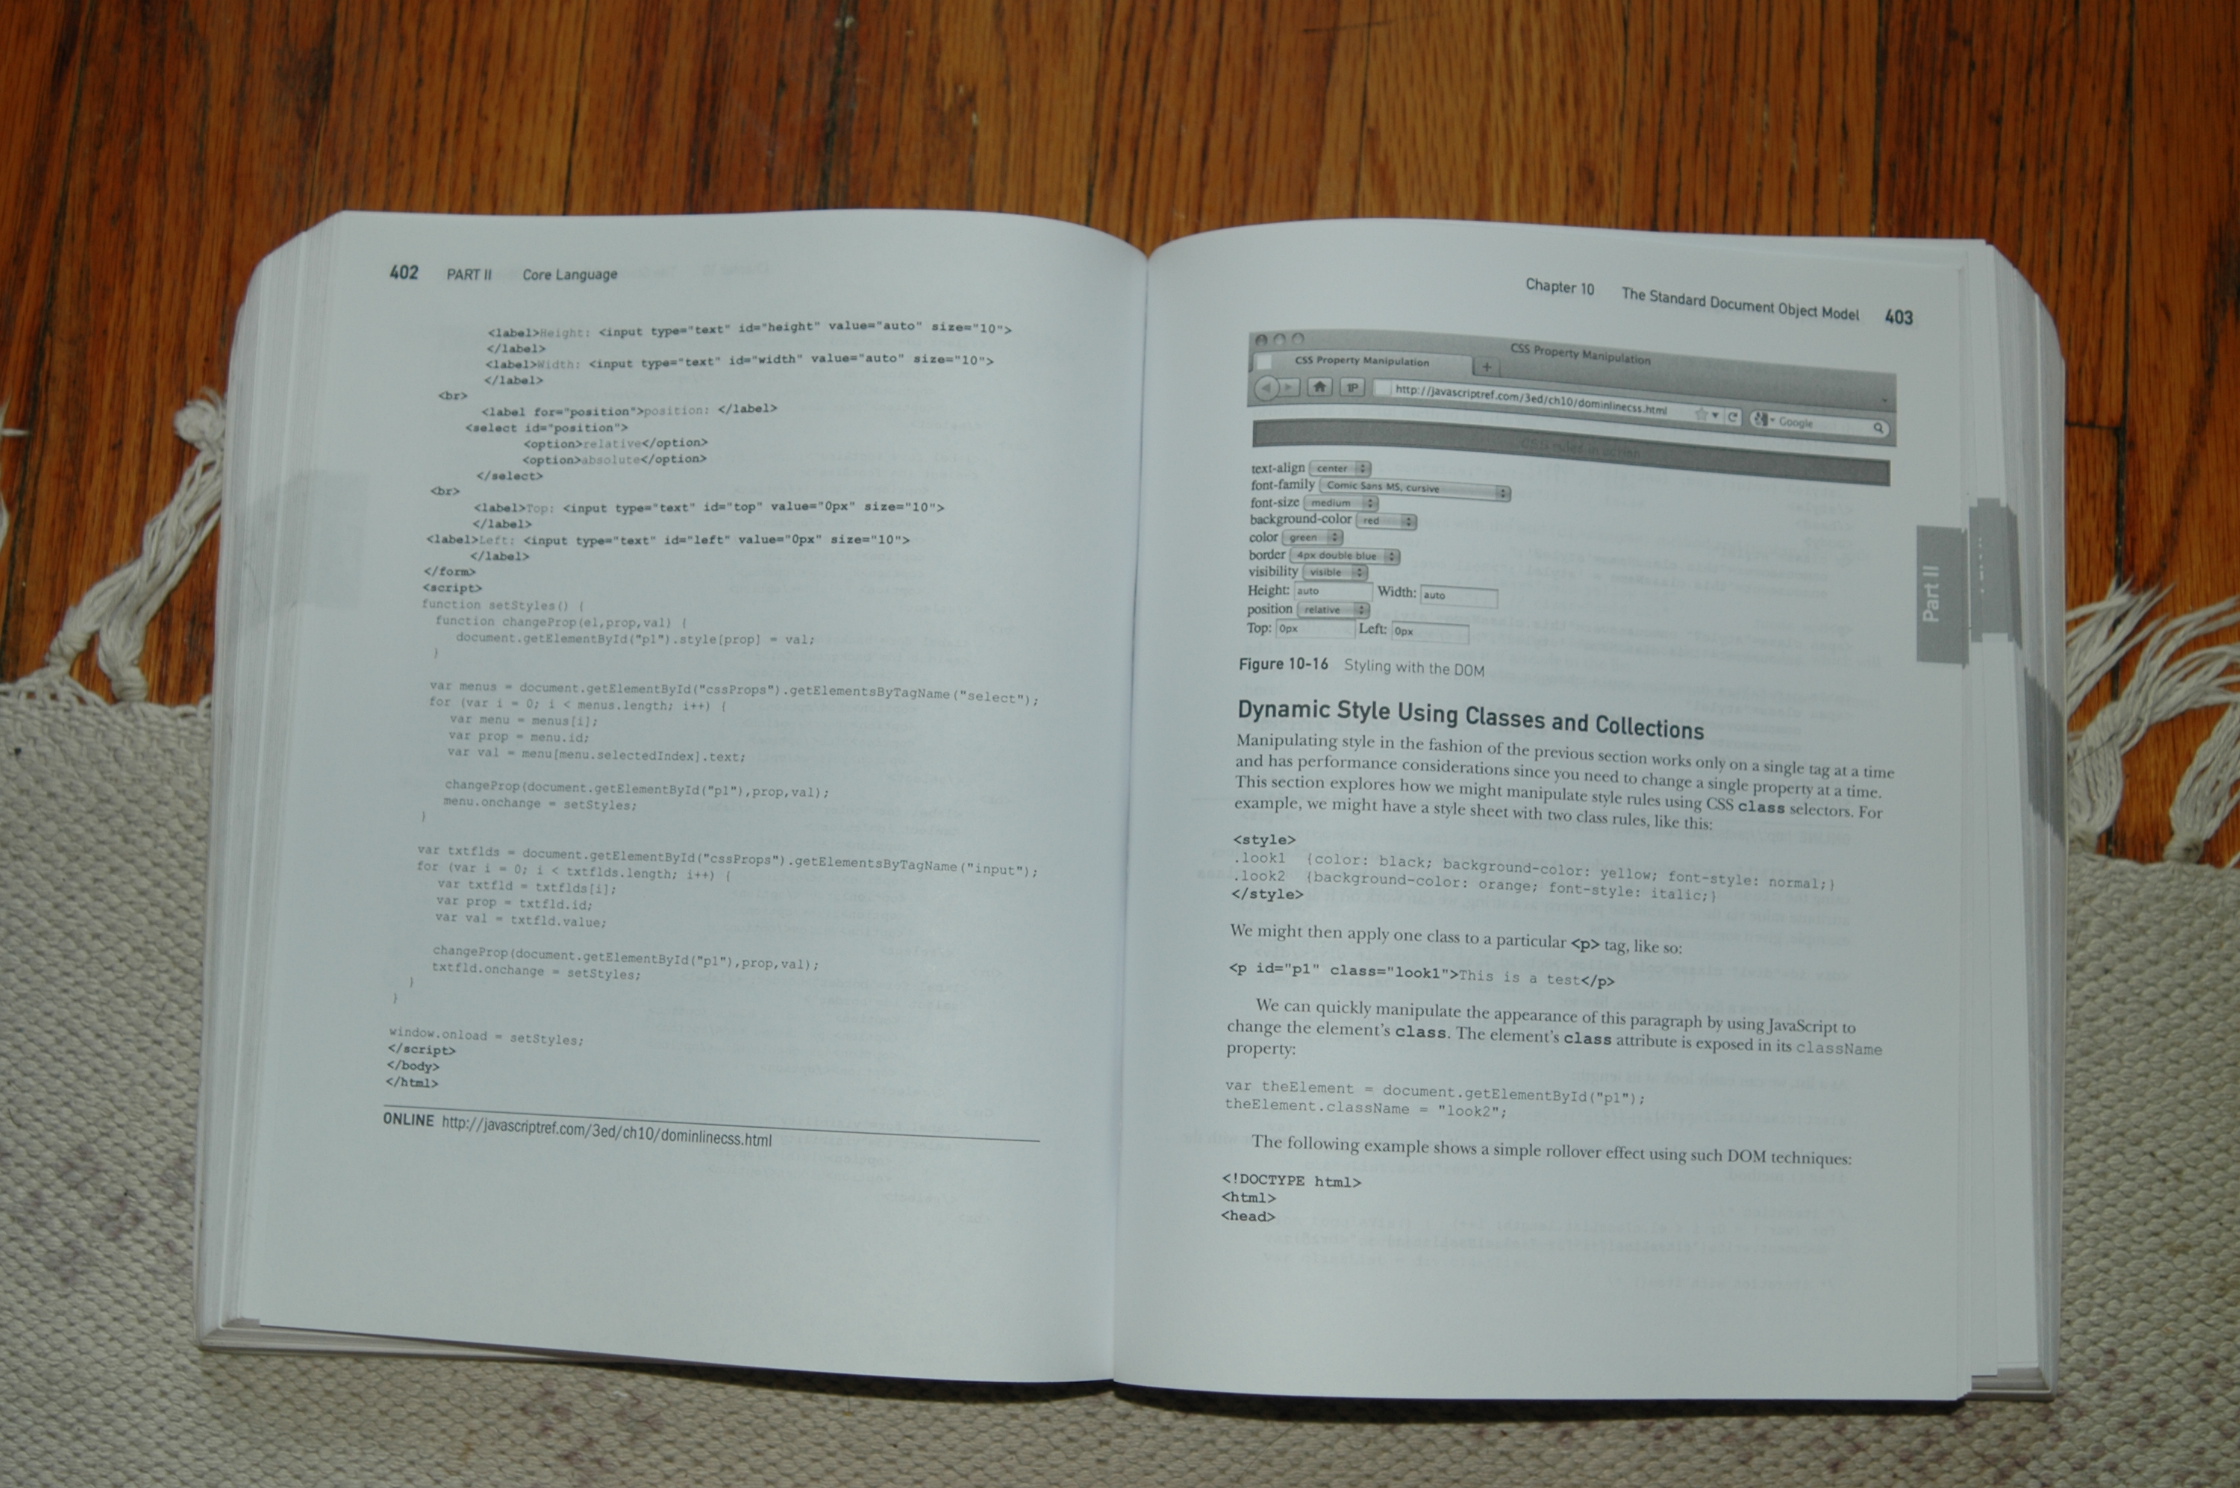 402 PART II Core Language
<label>Height: <input type="text" id="height" value="auto" size="10">
</label>
<label>Width: <input type="text" id="width" value="auto" size="10">
</label>
<br>
<label for="position">position: </label>
<select id="position">
<option>relative</option>
<option>absolute</option>
</select>
<br>
<label>Top: <input type="text" id="top" value="0px" size="10">
</label>
<label>Left: <input type="text" id="left" value="0px" size="10">
</label>
</form>
<script>
function setStyles() {
function changeProp(el,prop,val) {
document.getElementById("p1").style[prop] = val;
}
var menus = document.getElementById("cssProps").getElementsByTagName("select");
for (var i = 0; i < menus.length; i++) {
var menu = menus[i];
var prop = menu.id;
var val = menu[menu.selectedIndex].text;
changeProp(document.getElementById("p1"),prop,val);
menu.onchange = setStyles;
}
var txtflds = document.getElementById("cssProps").getElementsByTagName("input");
for (var i = 0; i < txtflds.length; i++) {
var txtfld = txtflds[i];
var prop = txtfld.id;
var val = txtfld.value;
changeProp(document.getElementById("p1"),prop,val);
txtfld.onchange = setStyles;
}
}
window.onload = setStyles;
</script>
</body>
</html>
ONLINE http://javascriptref.com/3ed/ch10/dominlinecss.html
Chapter 10 The Standard Document Object Model 403
CSS Property Manipulation
CSS Property Manipulation +
http://javascriptref.com/3ed/ch10/dominlinecss.html Google
CSS rules in action
text-align center
font-family Comic Sans MS, cursive
font-size medium
background-color red
color green
border 4px double blue
visibility visible
Height: auto Width: auto
position relative
Top: 0px Left: 0px
Figure 10-16 Styling with the DOM
Part II
Dynamic Style Using Classes and Collections
Manipulating style in the fashion of the previous section works only on a single tag at a time
and has performance considerations since you need to change a single property at a time.
This section explores how we might manipulate style rules using CSS class selectors. For
example, we might have a style sheet with two class rules, like this:
<style>
.look1 {color: black; background-color: yellow; font-style: normal;}
.look2 {background-color: orange; font-style: italic;}
</style>
We might then apply one class to a particular <p> tag, like so:
<p id="p1" class="look1">This is a test</p>
We can quickly manipulate the appearance of this paragraph by using JavaScript to
change the element's class. The element's class attribute is exposed in its className
property:
var theElement = document.getElementById("p1");
theElement.className = "look2";
The following example shows a simple rollover effect using such DOM techniques:
<!DOCTYPE html>
<html>
<head>